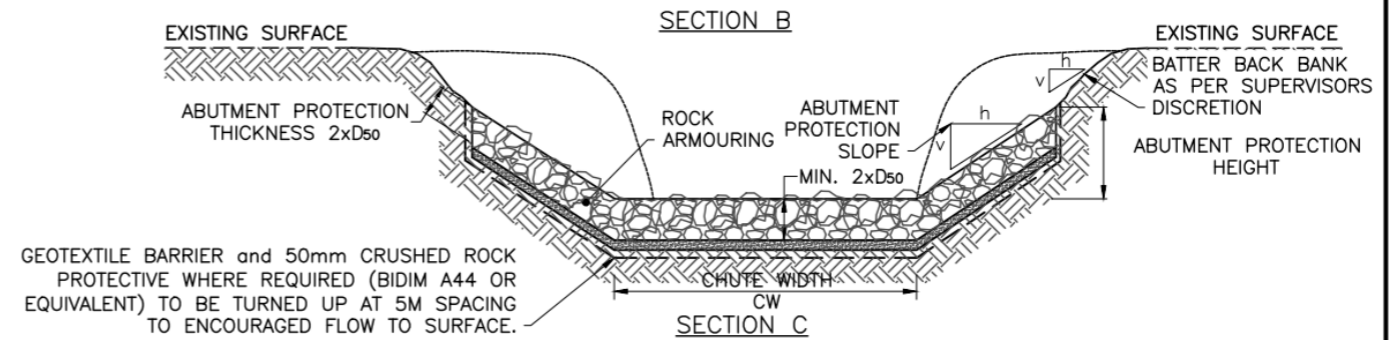 SECTION B
EXISTING SURFACE
EXISTING SURFACE
ABUTMENT PROTECTION
THICKNESS 2xD50
ROCK
ARMOURING
ABUTMENT
PROTECTION
SLOPE
h
v
h
v
BATTER BACK BANK
AS PER SUPERVISORS
DISCRETION
ABUTMENT PROTECTION
HEIGHT
MIN. 2xD50
GEOTEXTILE BARRIER and 50mm CRUSHED ROCK
PROTECTIVE WHERE REQUIRED (BIDIM A44 OR
EQUIVALENT) TO BE TURNED UP AT 5M SPACING
TO ENCOURAGED FLOW TO SURFACE.
CHUTE WIDTH
CW
SECTION C